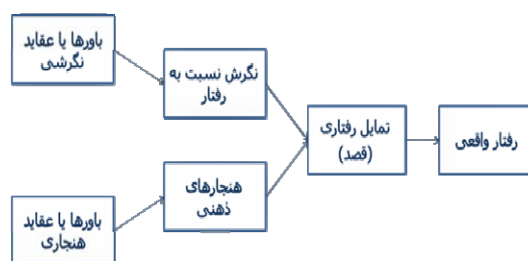 باورها یا عقاید
نگرشی
نگرش نسبت به
رفتار
تمایل رفتاری
(قصد)
رفتار واقعی
هنجارهای
ذهنی
باورها یا عقاید
هنجاری